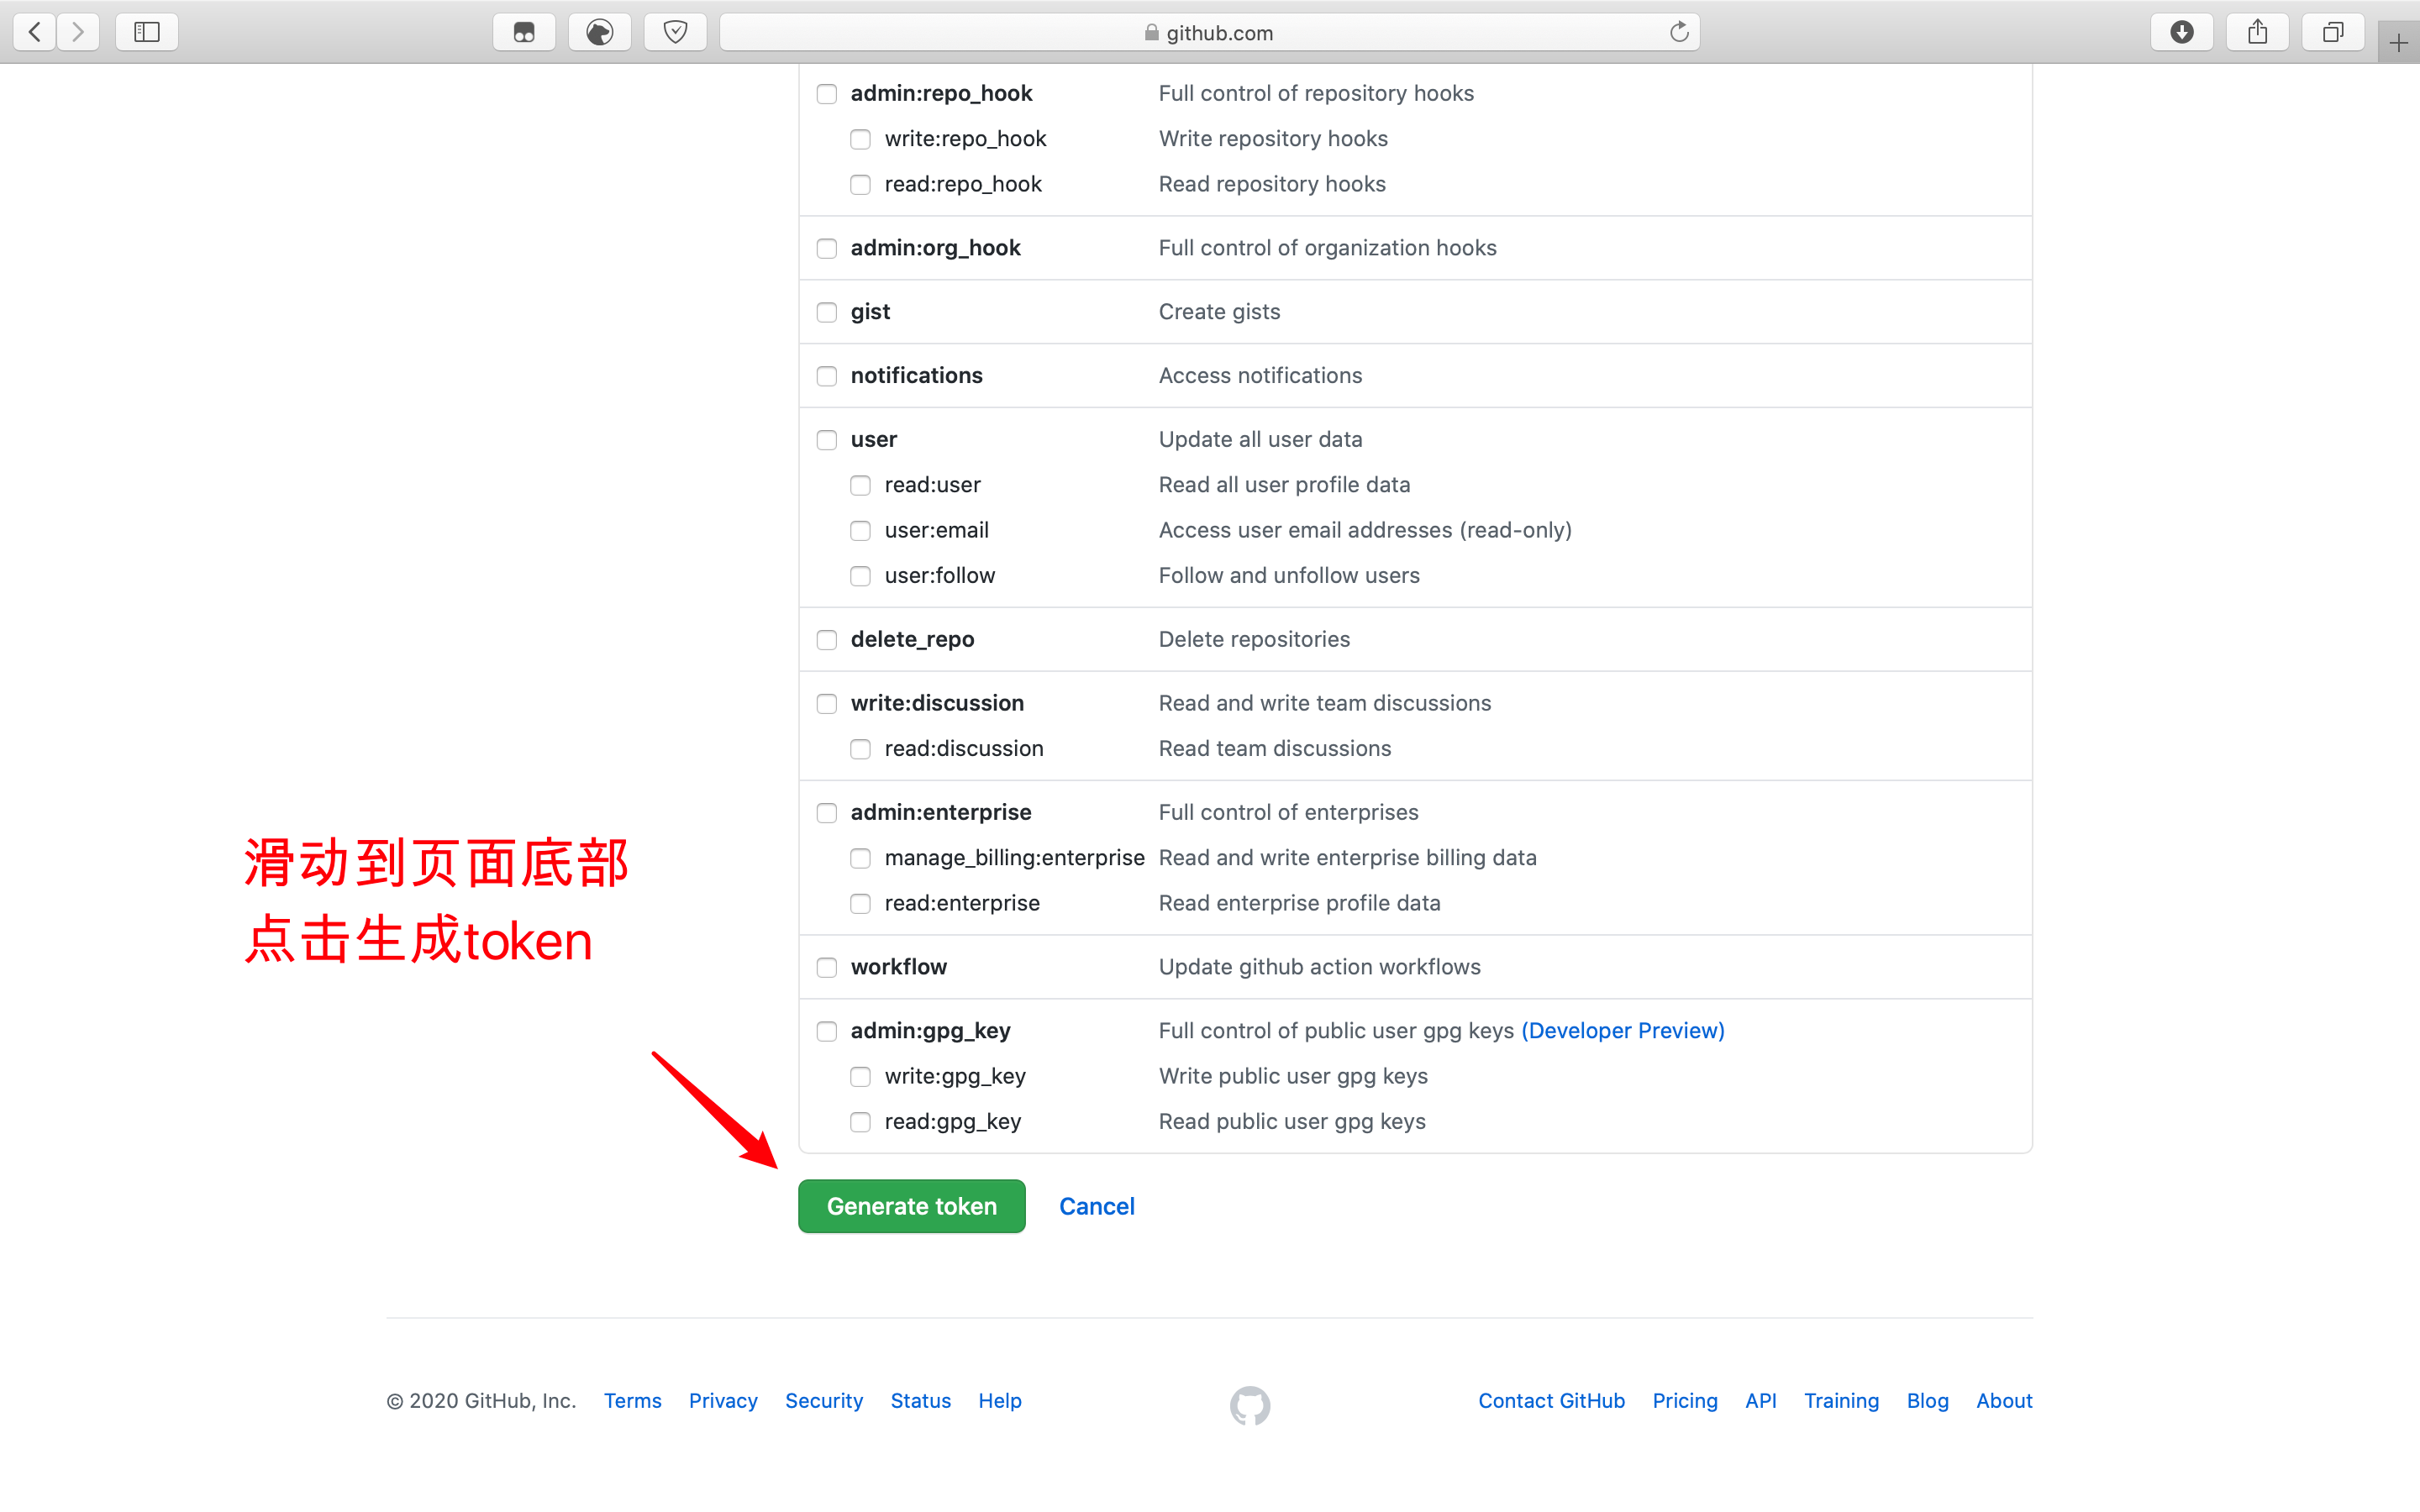 github.com
admin:repo_hook Full control of repository hooks
write:repo_hook Write repository hooks
read:repo_hook Read repository hooks
admin:org_hook Full control of organization hooks
gist Create gists
notifications Access notifications
user Update all user data
read:user Read all user profile data
user:email Access user email addresses (read-only)
user:follow Follow and unfollow users
delete_repo Delete repositories
write:discussion Read and write team discussions
read:discussion Read team discussions
admin:enterprise Full control of enterprises
manage_billing:enterprise Read and write enterprise billing data
read:enterprise Read enterprise profile data
workflow Update github action workflows
admin:gpg_key Full control of public user gpg keys (Developer Preview)
write:gpg_key Write public user gpg keys
read:gpg_key Read public user gpg keys
滑动到页面底部
点击生成token
Generate token Cancel
© 2020 GitHub, Inc. Terms Privacy Security Status Help Contact GitHub Pricing API Training Blog About